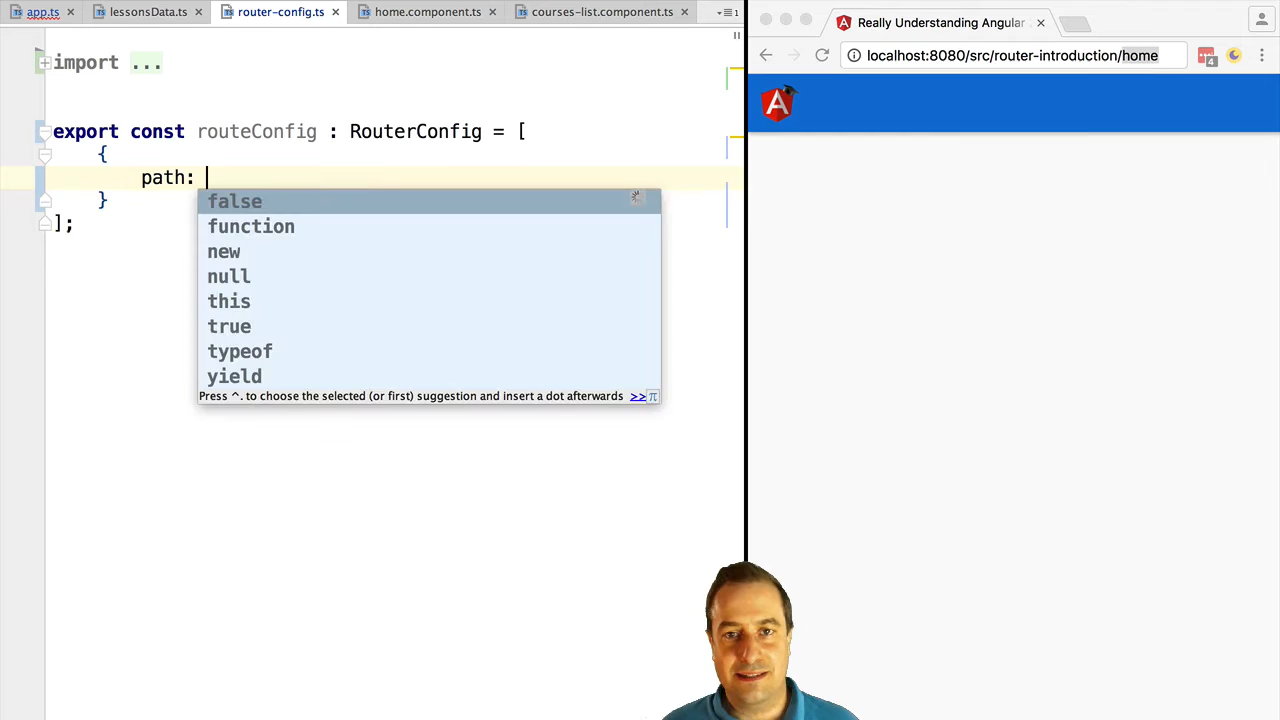 app.ts
lessonsData.ts
router-config.ts
home.component.ts
courses-list.component.ts
1
import ...
export const routeConfig : RouterConfig = [
{
path:
}
];
false
function
new
null
this
true
typeof
yield
Press ^. to choose the selected (or first) suggestion and insert a dot afterwards >> π
Really Understanding Angular
localhost:8080/src/router-introduction/home
4
A